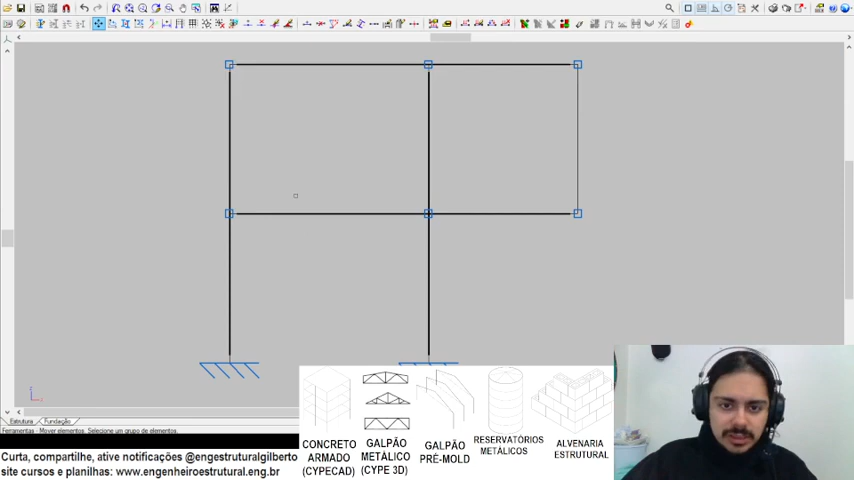 Estrutura
Fundação
Ferramentas - Mover elementos. Selecione um grupo de elementos.
Curta, compartilhe, ative notificações @engestruturalgilberto
site cursos e planilhas: www.engenheiroestrutural.eng.br
CONCRETO
ARMADO
(CYPECAD)
GALPÃO
METÁLICO
(CYPE 3D)
GALPÃO
PRÉ-MOLD
RESERVATÓRIOS
METÁLICOS
ALVENARIA
ESTRUTURAL